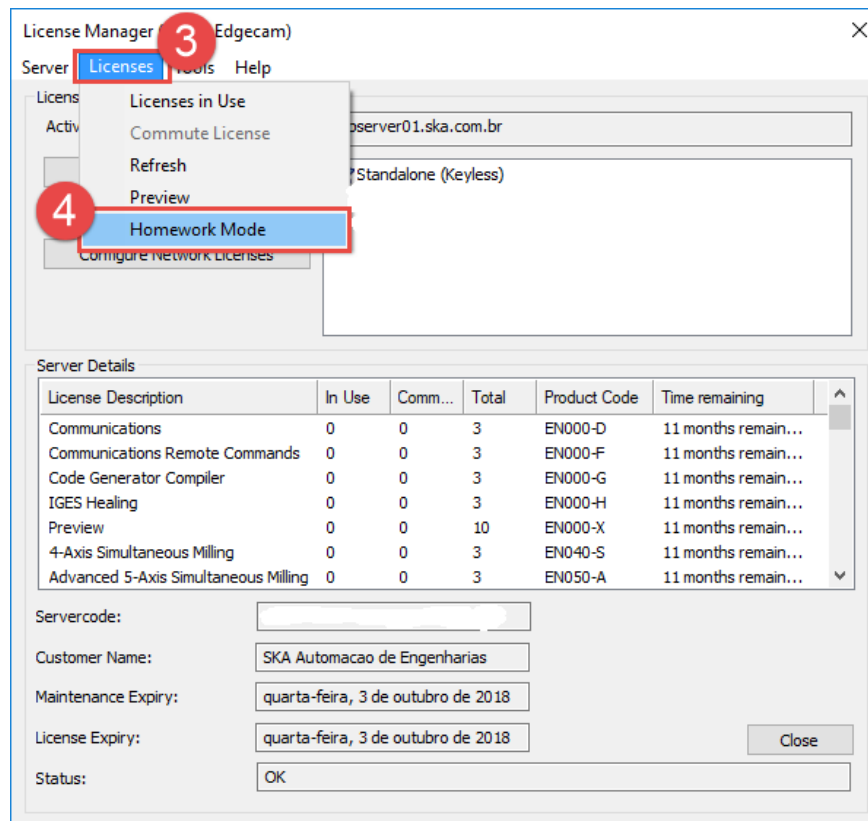 License Manager Edgecam)
3
Server Licenses Tools Help
Licenses in Use
Commute License
Refresh
Preview
4
Homework Mode
Configure Network Licenses
server01.ska.com.br
Standalone (Keyless)
Server Details
License Description In Use Comm... Total Product Code Time remaining
Communications 0 0 3 EN000-D 11 months remain...
Communications Remote Commands 0 0 3 EN000-F 11 months remain...
Code Generator Compiler 0 0 3 EN000-G 11 months remain...
IGES Healing 0 0 3 EN000-H 11 months remain...
Preview 0 0 10 EN000-X 11 months remain...
4-Axis Simultaneous Milling 0 0 3 EN040-S 11 months remain...
Advanced 5-Axis Simultaneous Milling 0 0 3 EN050-A 11 months remain...
Servercode:
Customer Name: SKA Automacao de Engenharias
Maintenance Expiry: quarta-feira, 3 de outubro de 2018
License Expiry: quarta-feira, 3 de outubro de 2018
Close
Status: OK